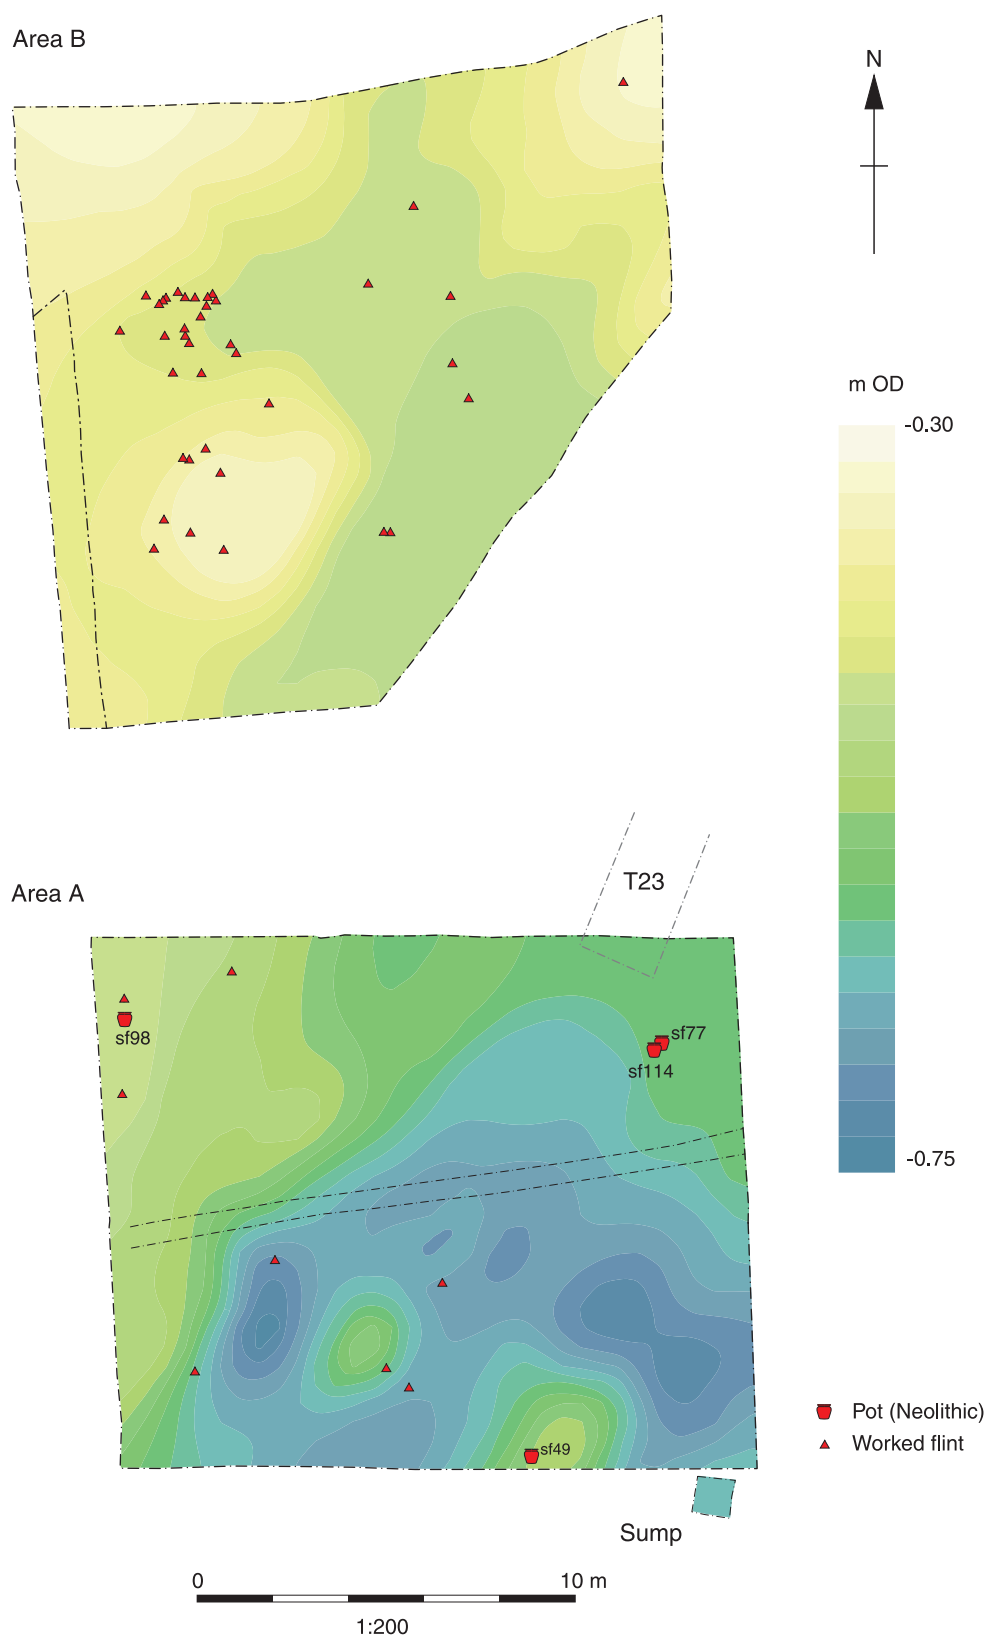 Area B
N
m OD
-0.30
-0.75
T23
Area A
sf98
sf77
sf114
sf49
Pot (Neolithic)
Worked flint
Sump
0 10 m
1:200